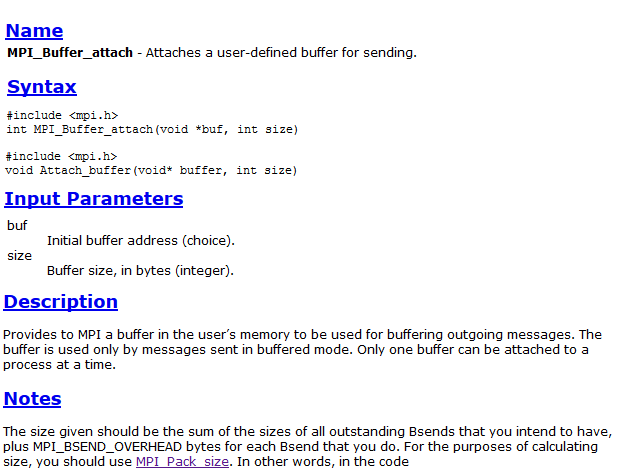 Name
MPI_Buffer_attach - Attaches a user-defined buffer for sending.
Syntax
#include <mpi.h>
int MPI_Buffer_attach(void *buf, int size)
#include <mpi.h>
void Attach_buffer(void* buffer, int size)
Input Parameters
buf
Initial buffer address (choice).
size
Buffer size, in bytes (integer).
Description
Provides to MPI a buffer in the user’s memory to be used for buffering outgoing messages. The
buffer is used only by messages sent in buffered mode. Only one buffer can be attached to a
process at a time.
Notes
The size given should be the sum of the sizes of all outstanding Bsends that you intend to have,
plus MPI_BSEND_OVERHEAD bytes for each Bsend that you do. For the purposes of calculating
size, you should use MPI_Pack_size. In other words, in the code